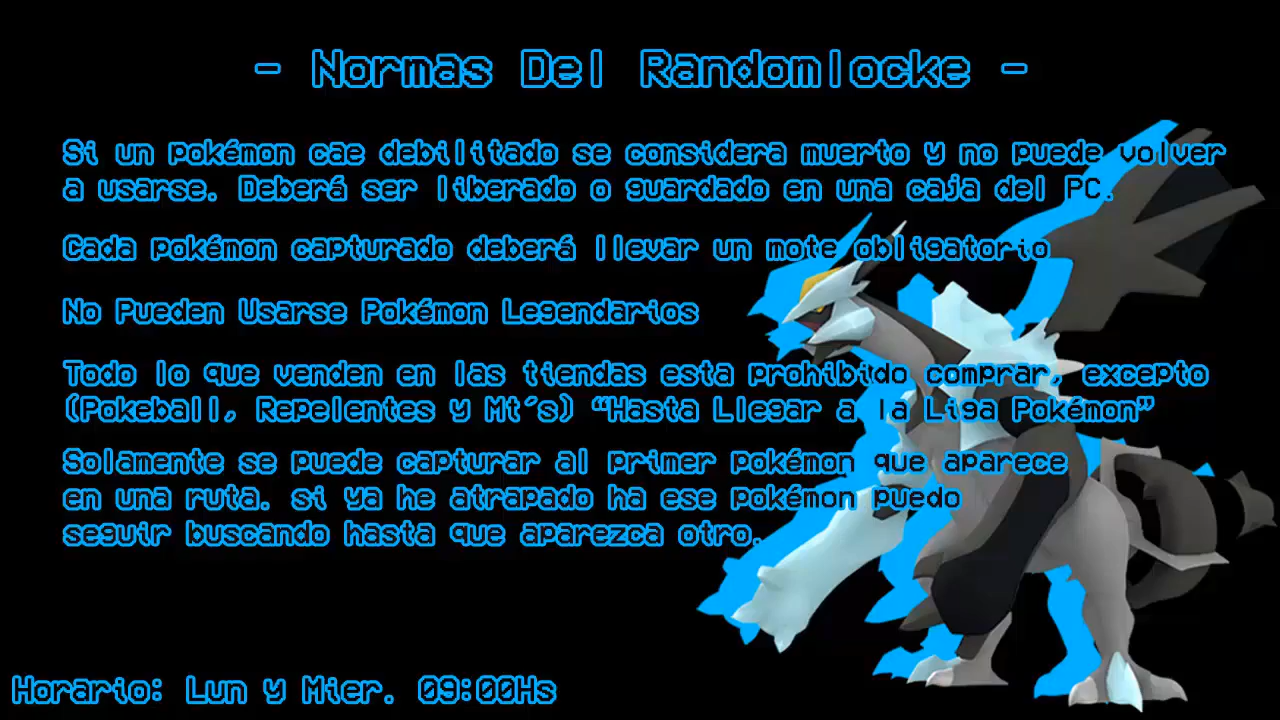 - Normas Del Randomlocke -
Si un pokémon cae debilitado se considera muerto y no puede volver
a usarse. Deberá ser liberado o guardado en una caja del PC.
Cada pokémon capturado deberá llevar un mote obligatorio
No Pueden Usarse Pokémon Legendarios
Todo lo que venden en las tiendas esta prohibido comprar, excepto
(Pokeball, Repelentes y Mt´s) “Hasta Llegar a la Liga Pokémon”
Solamente se puede capturar al primer pokémon que aparece
en una ruta. si ya he atrapado ha ese pokémon puedo
seguir buscando hasta que aparezca otro.
Horario: Lun y Mier. 09:00Hs